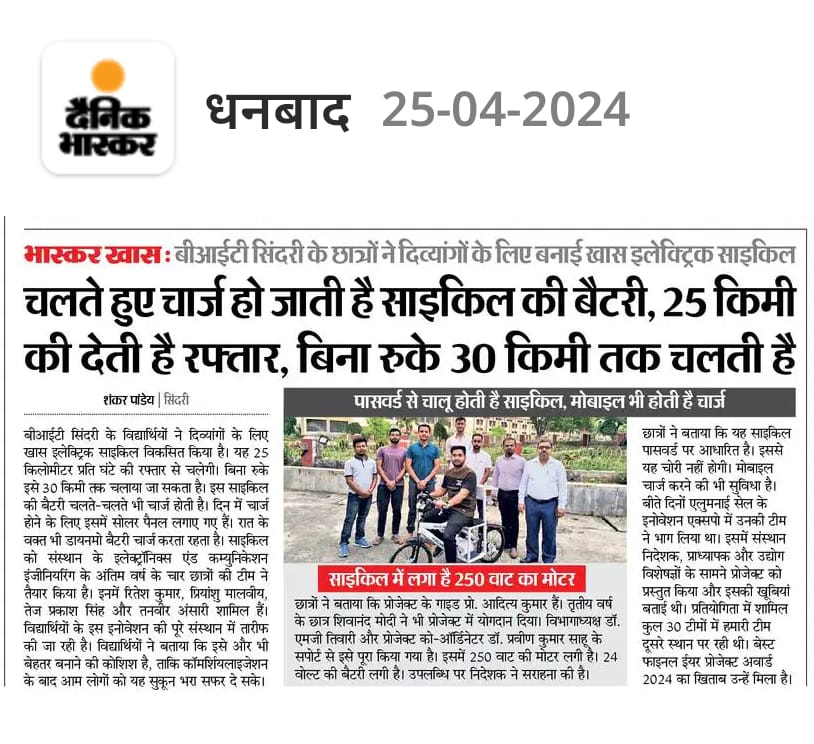 दैनिक
भास्कर
धनबाद 25-04-2024
भास्कर खास : बीआईटी सिंदरी के छात्रों ने दिव्यांगों के लिए बनाई खास इलेक्ट्रिक साइकिल
चलते हुए चार्ज हो जाती है साइकिल की बैटरी, 25 किमी
की देती है रफ्तार, बिना रुके 30 किमी तक चलती है
शंकर पांडेय | सिंदरी
बीआईटी सिंदरी के विद्यार्थियों ने दिव्यांगों के लिए
खास इलेक्ट्रिक साइकिल विकसित किया है। यह 25
किलोमीटर प्रति घंटे की रफ्तार से चलेगी। बिना रुके
इसे 30 किमी तक चलाया जा सकता है। इस साइकिल
की बैटरी चलते-चलते भी चार्ज होती है। दिन में चार्ज
होने के लिए इसमें सोलर पैनल लगाए गए हैं। रात के
वक्त भी डायनमो बैटरी चार्ज करता रहता है। साइकिल
को संस्थान के इलेक्ट्रॉनिक्स एंड कम्युनिकेशन
इंजीनियरिंग के अंतिम वर्ष के चार छात्रों की टीम ने
तैयार किया है। इनमें रितेश कुमार, प्रियांशु मालवीय,
तेज प्रकाश सिंह और तनवीर अंसारी शामिल हैं।
विद्यार्थियों के इस इनोवेशन की पूरे संस्थान में तारीफ
की जा रही है। विद्यार्थियों ने बताया कि इसे और भी
बेहतर बनाने की कोशिश है, ताकि कॉमर्शियलाइजेशन
के बाद आम लोगों को यह सुकून भरा सफर दे सके।
पासवर्ड से चालू होती है साइकिल, मोबाइल भी होती है चार्ज
साइकिल में लगा है 250 वाट का मोटर
छात्रों ने बताया कि प्रोजेक्ट के गाइड प्रो. आदित्य कुमार हैं। तृतीय वर्ष
के छात्र शिवानंद मोदी ने भी प्रोजेक्ट में योगदान दिया। विभागाध्यक्ष डॉ.
एमजी तिवारी और प्रोजेक्ट को-ऑर्डिनेटर डॉ. प्रवीण कुमार साहू के
सपोर्ट से इसे पूरा किया गया है। इसमें 250 वाट की मोटर लगी है। 24
वोल्ट की बैटरी लगी है। उपलब्धि पर निदेशक ने सराहना की है।
छात्रों ने बताया कि यह साइकिल
पासवर्ड पर आधारित है। इससे
यह चोरी नहीं होगी। मोबाइल
चार्ज करने की भी सुविधा है।
बीते दिनों एलुमनाई सेल के
इनोवेशन एक्सपो में उनकी टीम
ने भाग लिया था। इसमें संस्थान
निदेशक, प्राध्यापक और उद्योग
विशेषज्ञों के सामने प्रोजेक्ट को
प्रस्तुत किया और इसकी खूबियां
बताई थी। प्रतियोगिता में शामिल
कुल 30 टीमों में हमारी टीम
दूसरे स्थान पर रही थी। बेस्ट
फाइनल ईयर प्रोजेक्ट अवार्ड
2024 का खिताब उन्हें मिला है।